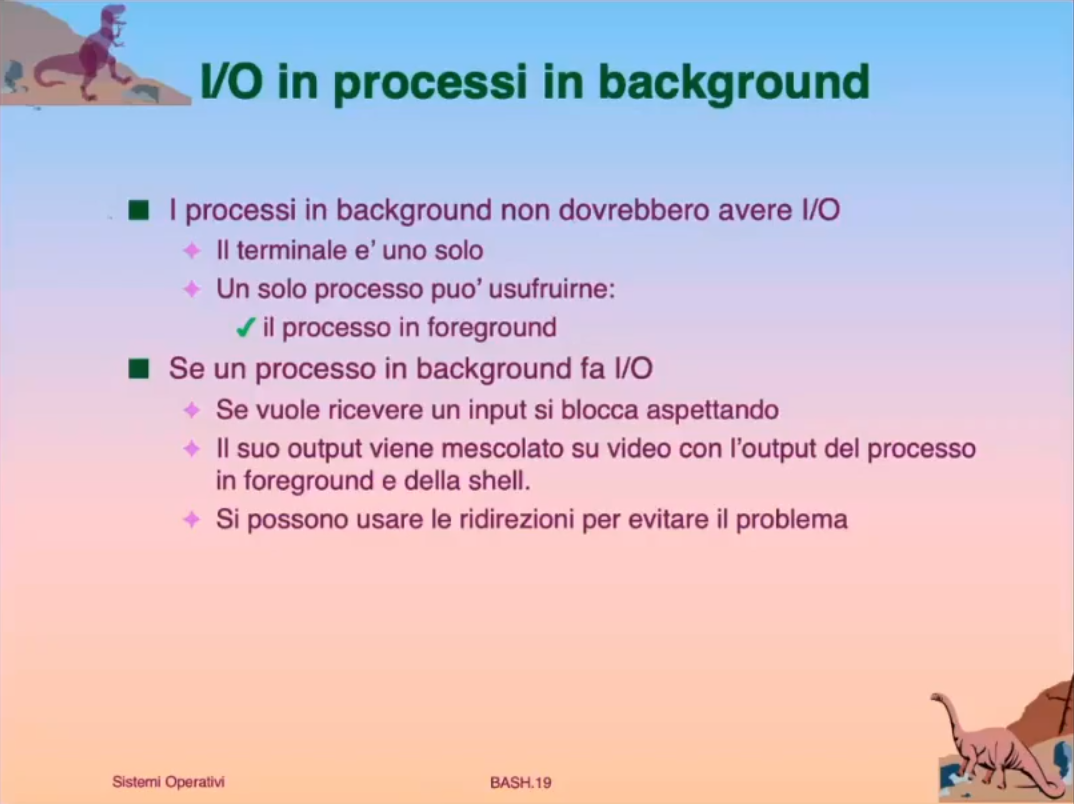 I/O in processi in background
I processi in background non dovrebbero avere I/O
Il terminale e' uno solo
Un solo processo puo' usufruirne:
il processo in foreground
Se un processo in background fa I/O
Se vuole ricevere un input si blocca aspettando
Il suo output viene mescolato su video con l'output del processo
in foreground e della shell.
Si possono usare le ridirezioni per evitare il problema
Sistemi Operativi
BASH.19